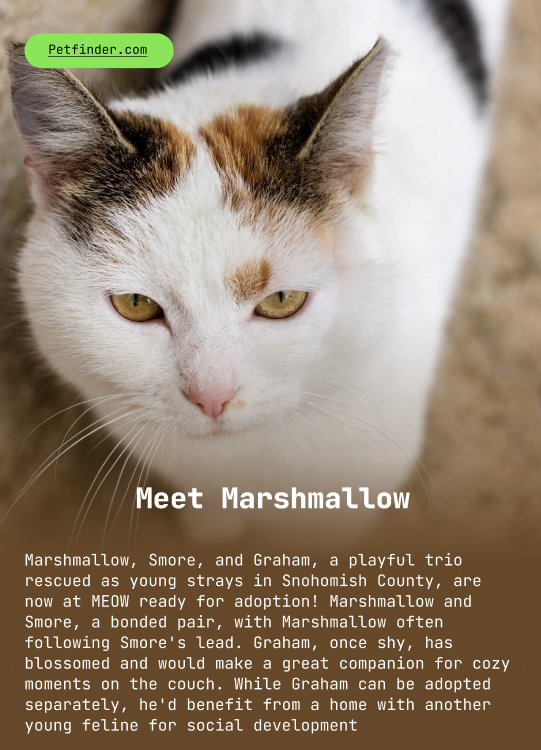 Petfinder.com
Meet Marshmallow
Marshmallow, Smore, and Graham, a playful trio
rescued as young strays in Snohomish County, are
now at MEOW ready for adoption! Marshmallow and
Smore, a bonded pair, with Marshmallow often
following Smore's lead. Graham, once shy, has
blossomed and would make a great companion for cozy
moments on the couch. While Graham can be adopted
separately, he'd benefit from a home with another
young feline for social development